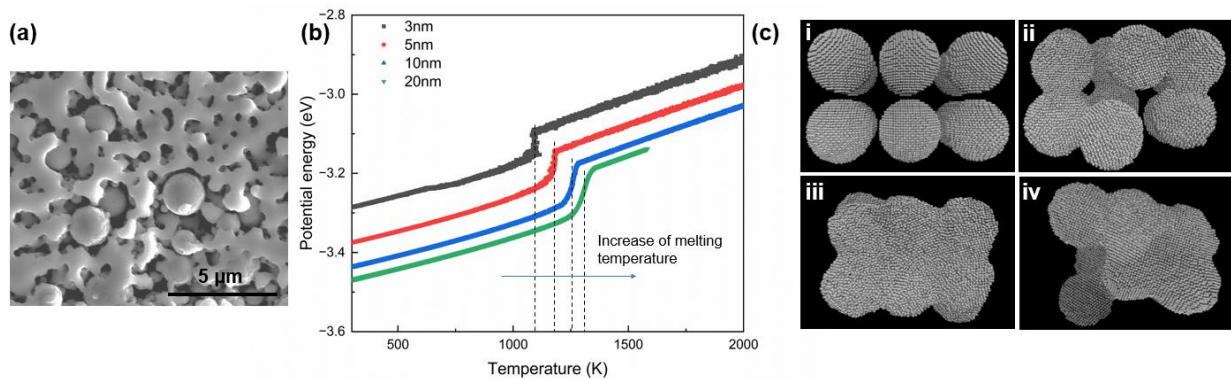 (a)
5 µm
(b)
3nm
5nm
10nm
20nm
Potential energy (eV)
−2.8
−3.0
−3.2
−3.4
−3.6
Increase of melting
temperature
500
1000
1500
2000
Temperature (K)
(c)
i
ii
iii
iv